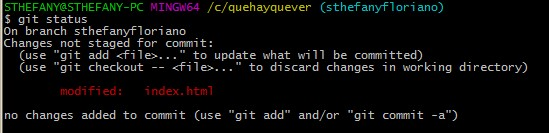 STHEFANY@STHEFANY-PC MINGW64 /c/quehayquever (sthefanyfloriano)
$ git status
On branch sthefanyfloriano
Changes not staged for commit:
  (use "git add <file>..." to update what will be committed)
  (use "git checkout -- <file>..." to discard changes in working directory)
        modified:   index.html
no changes added to commit (use "git add" and/or "git commit -a")